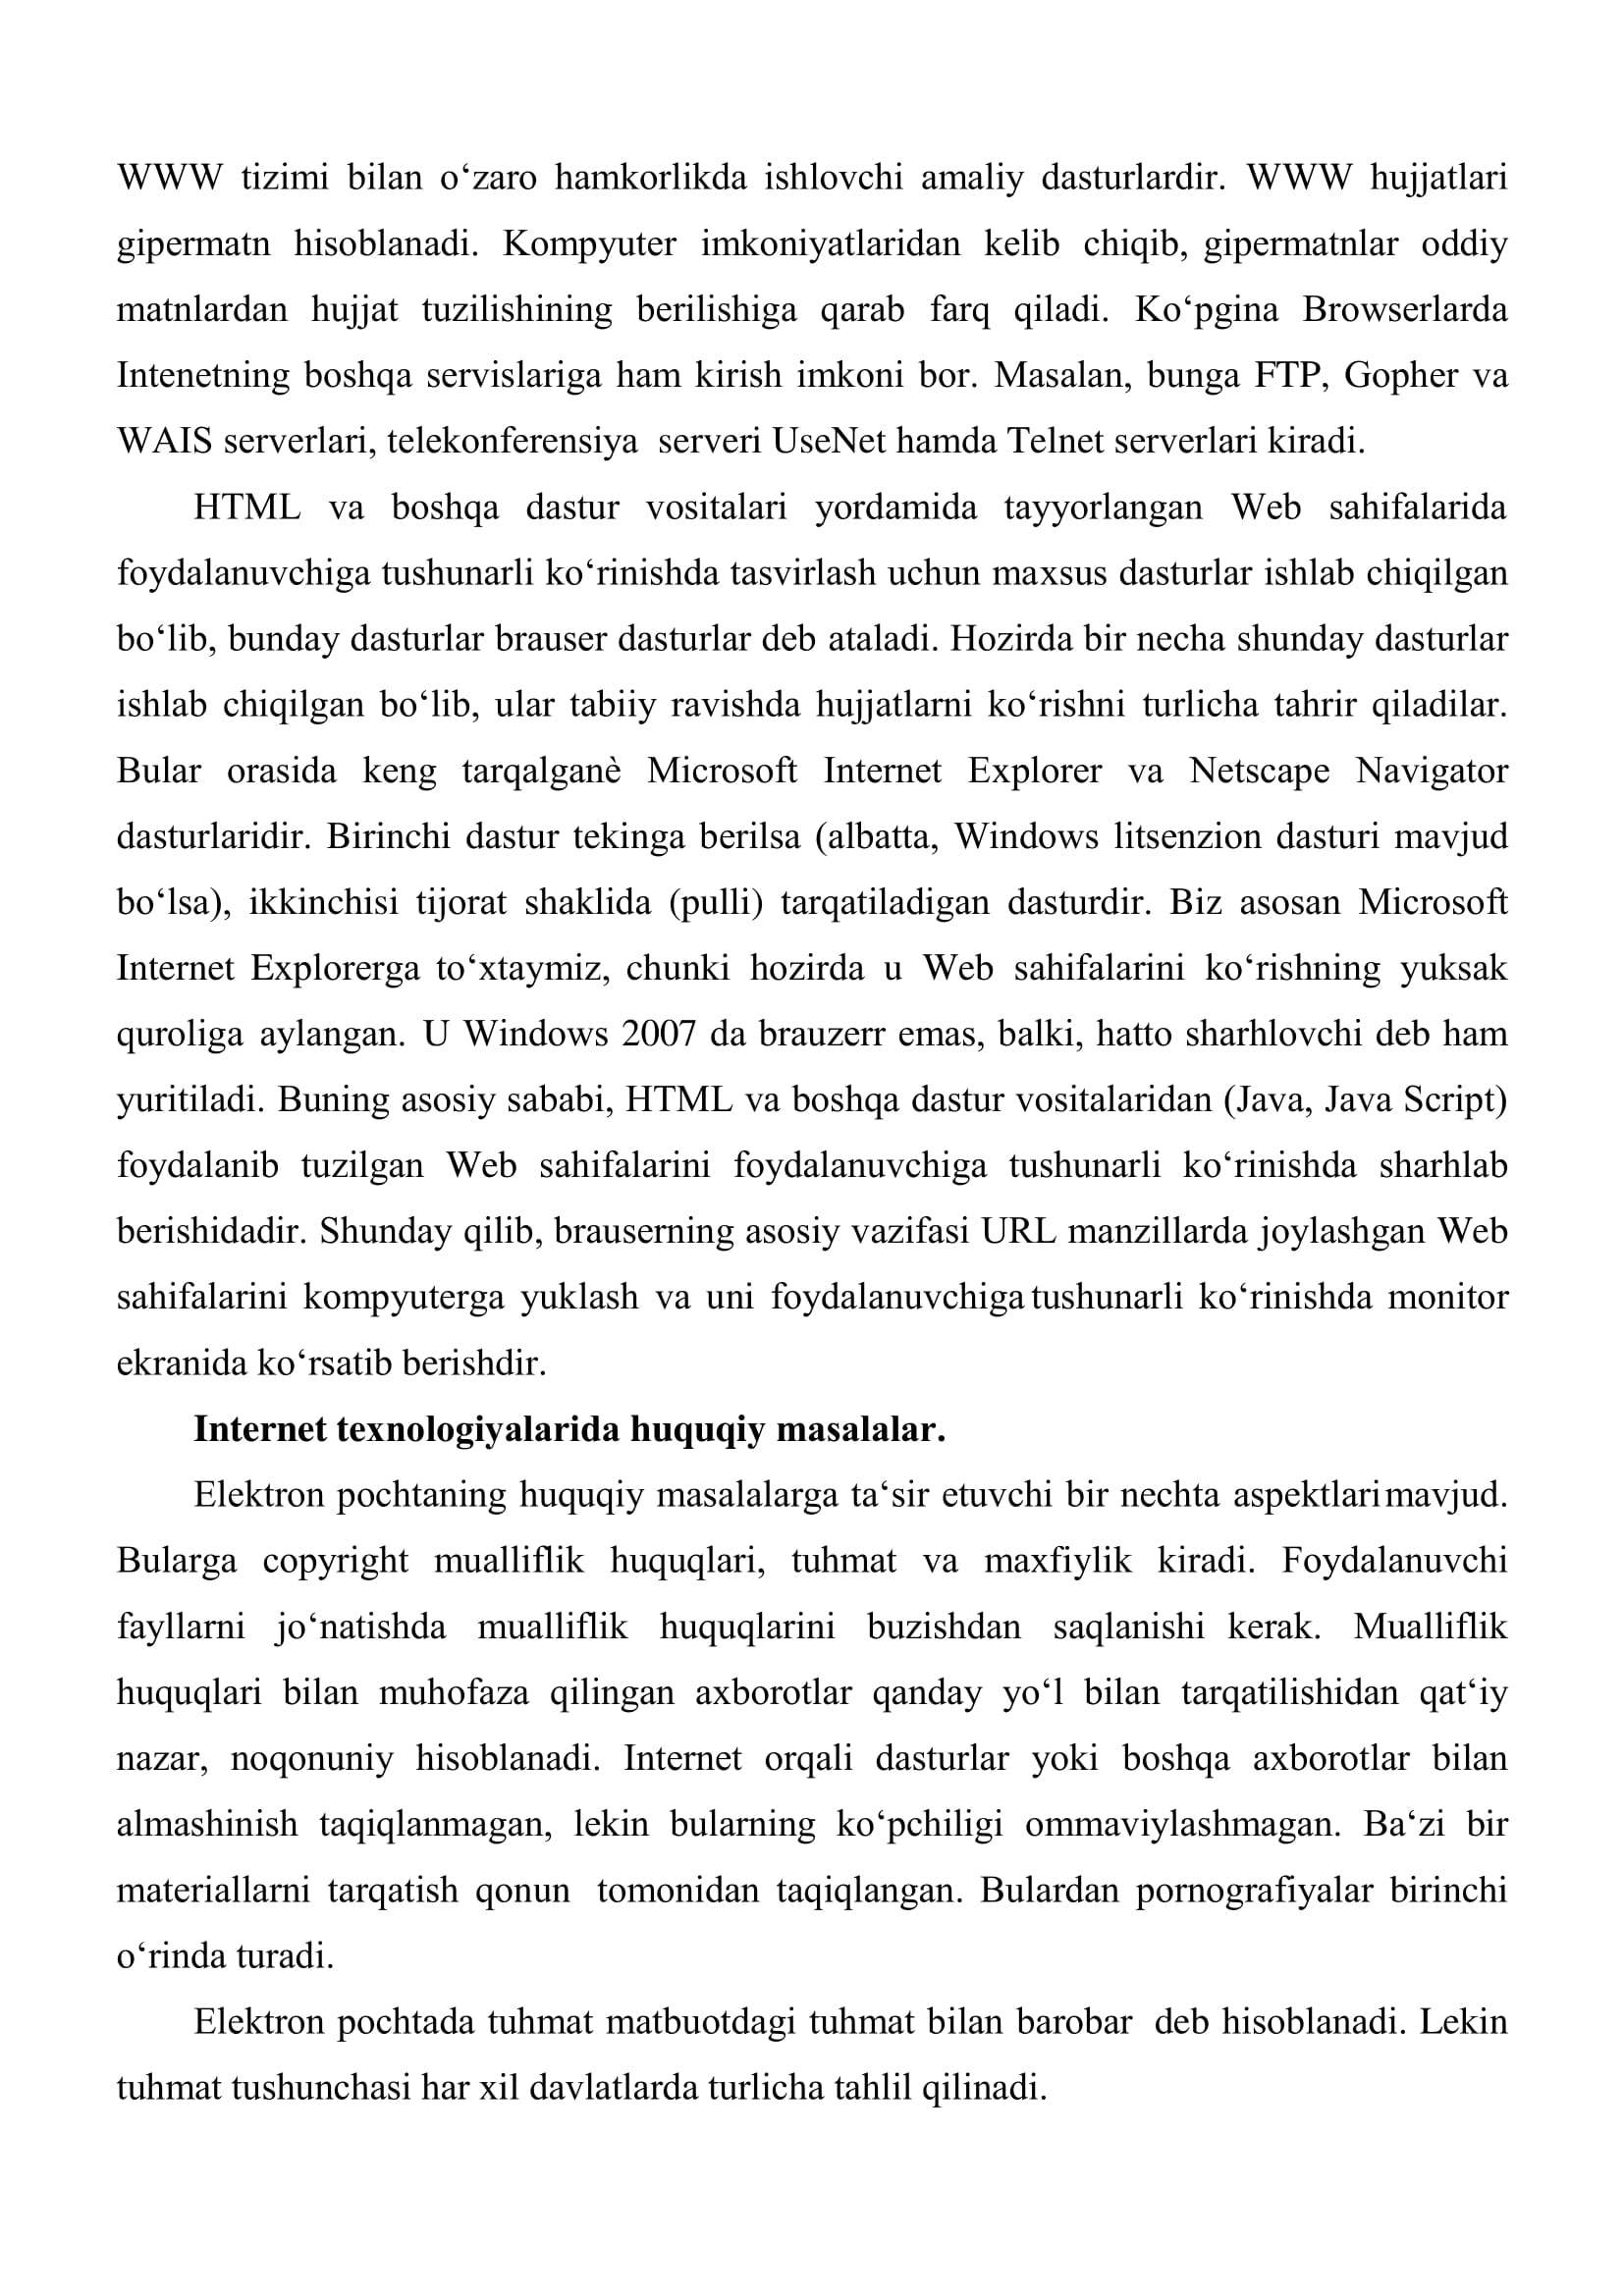 WWW tizimi bilan o‘zaro hamkorlikda ishlovchi amaliy dasturlardir. WWW hujjatlari
gipermatn hisoblanadi. Kompyuter imkoniyatlaridan kelib chiqib, gipermatnlar oddiy
matnlardan hujjat tuzilishining berilishiga qarab farq qiladi. Ko‘pgina Browserlarda
Intenetning boshqa servislariga ham kirish imkoni bor. Masalan, bunga FTP, Gopher va
WAIS serverlari, telekonferensiya serveri UseNet hamda Telnet serverlari kiradi.
HTML va boshqa dastur vositalari yordamida tayyorlangan Web sahifalarida
foydalanuvchiga tushunarli ko‘rinishda tasvirlash uchun maxsus dasturlar ishlab chiqilgan
bo‘lib, bunday dasturlar brauser dasturlar deb ataladi. Hozirda bir necha shunday dasturlar
ishlab chiqilgan bo‘lib, ular tabiiy ravishda hujjatlarni ko‘rishni turlicha tahrir qiladilar.
Bular orasida keng tarqalganè Microsoft Internet Explorer va Netscape Navigator
dasturlaridir. Birinchi dastur tekinga berilsa (albatta, Windows litsenzion dasturi mavjud
bo‘lsa), ikkinchisi tijorat shaklida (pulli) tarqatiladigan dasturdir. Biz asosan Microsoft
Internet Explorerga to‘xtaymiz, chunki hozirda u Web sahifalarini ko‘rishning yuksak
quroliga aylangan. U Windows 2007 da brauzerr emas, balki, hatto sharhlovchi deb ham
yuritiladi. Buning asosiy sababi, HTML va boshqa dastur vositalaridan (Java, Java Script)
foydalanib tuzilgan Web sahifalarini foydalanuvchiga tushunarli ko‘rinishda sharhlab
berishidadir. Shunday qilib, brauserning asosiy vazifasi URL manzillarda joylashgan Web
sahifalarini kompyuterga yuklash va uni foydalanuvchiga tushunarli ko‘rinishda monitor
ekranida ko‘rsatib berishdir.
Internet texnologiyalarida huquqiy masalalar.
Elektron pochtaning huquqiy masalalarga ta‘sir etuvchi bir nechta aspektlari mavjud.
Bularga copyright mualliflik huquqlari, tuhmat va maxfiylik kiradi. Foydalanuvchi
fayllarni jo‘natishda mualliflik huquqlarini buzishdan saqlanishi kerak. Mualliflik
huquqlari bilan muhofaza qilingan axborotlar qanday yo‘l bilan tarqatilishidan qat‘iy
nazar, noqonuniy hisoblanadi. Internet orqali dasturlar yoki boshqa axborotlar bilan
almashinish taqiqlanmagan, lekin bularning ko‘pchiligi ommaviylashmagan. Ba‘zi bir
materiallarni tarqatish qonun tomonidan taqiqlangan. Bulardan pornografiyalar birinchi
o‘rinda turadi.
Elektron pochtada tuhmat matbuotdagi tuhmat bilan barobar deb hisoblanadi. Lekin
tuhmat tushunchasi har xil davlatlarda turlicha tahlil qilinadi.